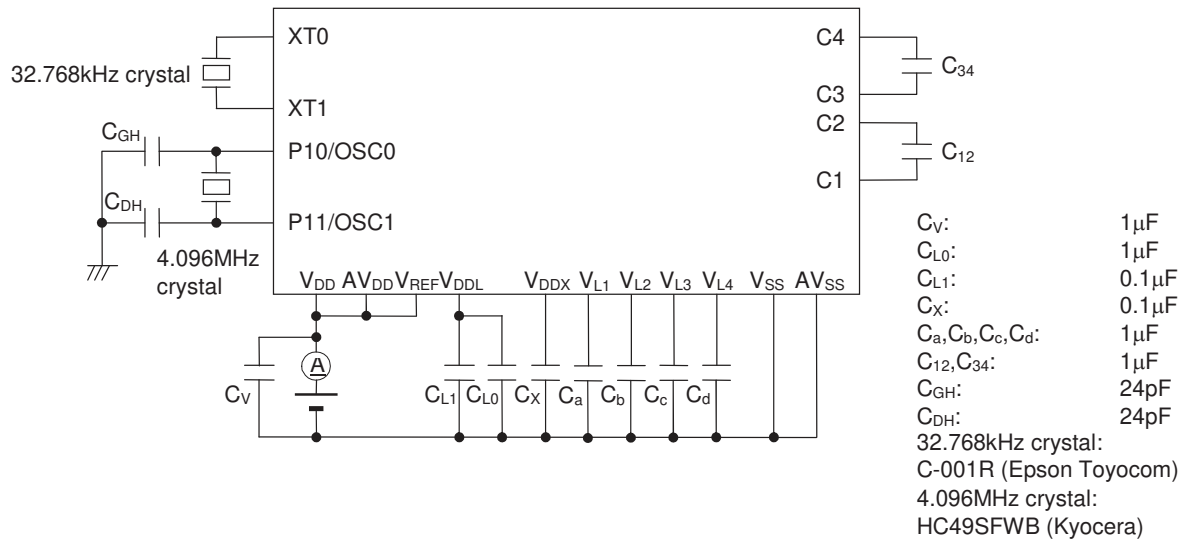 XT0
C4
32.768kHz crystal
C34
XT1
C3
CGH
C2
P10/OSC0
C12
C1
CDH
P11/OSC1
4.096MHz
crystal
VDD AVDD VREF VDDL VDDX VL1 VL2 VL3 VL4 VSS AVSS
A
CV CL1 CL0 CX Ca Cb Cc Cd
CV: 1μF
CL0: 1μF
CL1: 0.1μF
CX: 0.1μF
Ca,Cb,Cc,Cd: 1μF
C12,C34: 1μF
CGH: 24pF
CDH: 24pF
32.768kHz crystal:
C-001R (Epson Toyocom)
4.096MHz crystal:
HC49SFWB (Kyocera)